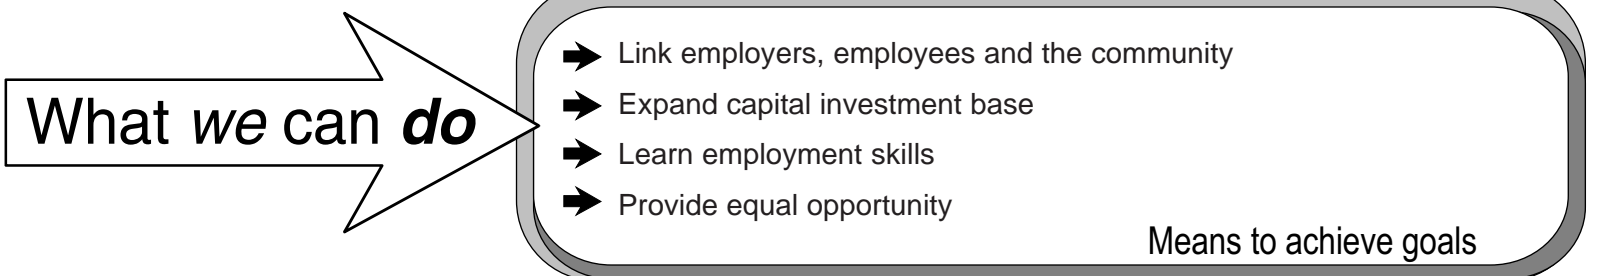 What we can do
Link employers, employees and the community
Expand capital investment base
Learn employment skills
Provide equal opportunity
Means to achieve goals